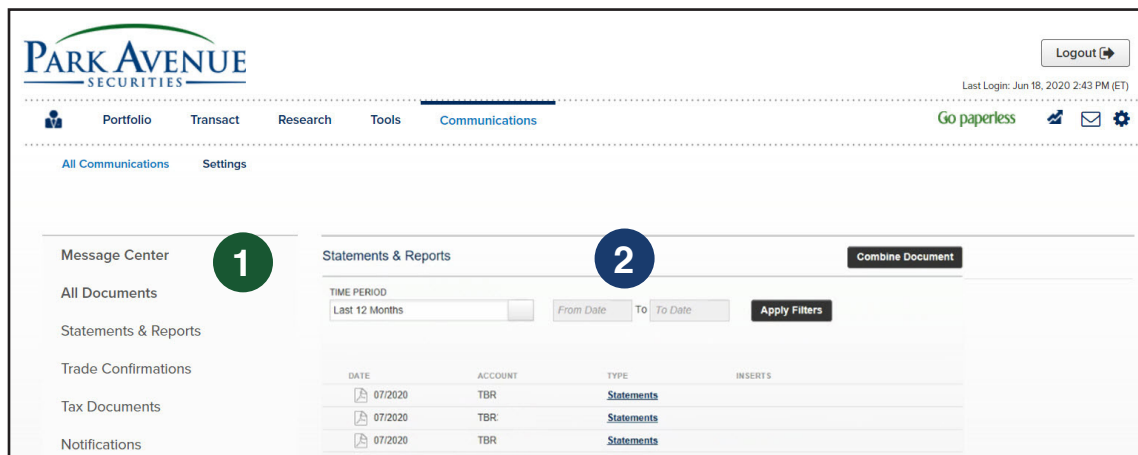 PARK AVENUE
SECURITIES
Logout
Last Login: Jun 18, 2020 2:43 PM (ET)
Portfolio Transact Research Tools Communications Go paperless
All Communications Settings
Message Center 1 Statements & Reports 2 Combine Document
All Documents
TIME PERIOD
Last 12 Months From Date To To Date Apply Filters
Statements & Reports
Trade Confirmations
DATE ACCOUNT TYPE INSERTS
07/2020 TBR Statements
Tax Documents
07/2020 TBR Statements
07/2020 TBR Statements
Notifications